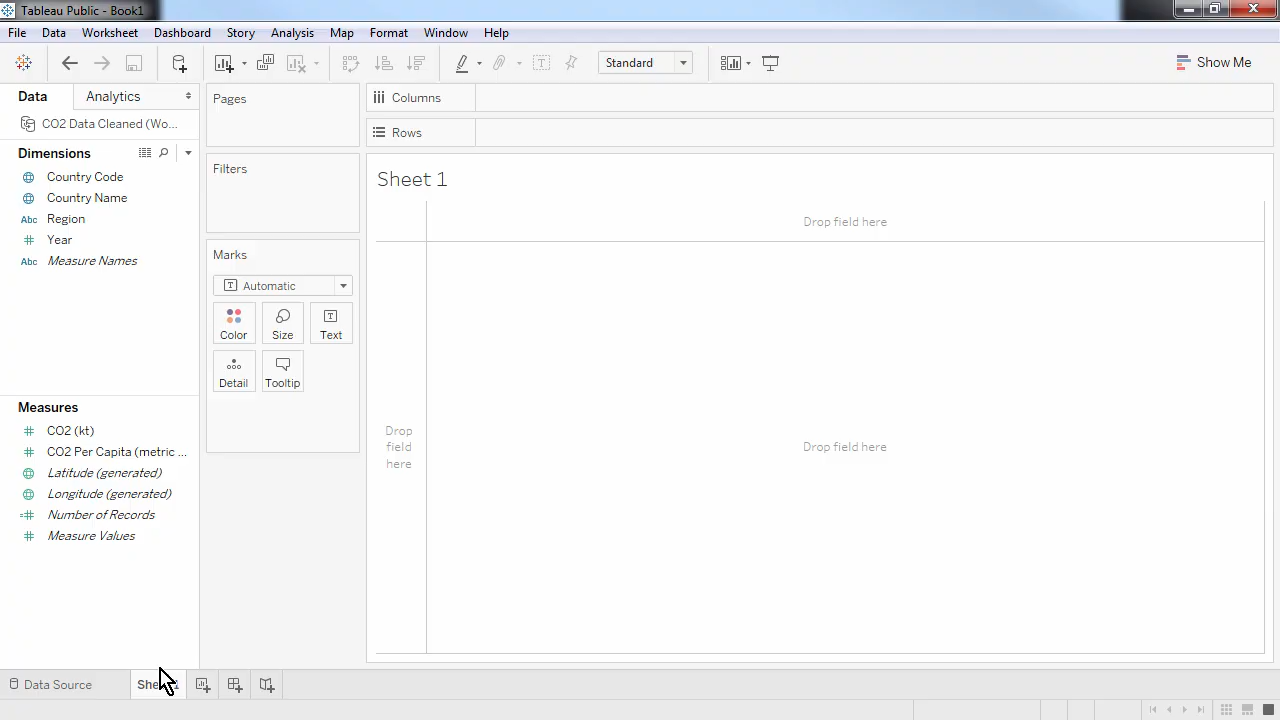 Tableau Public - Book1
File Data Worksheet Dashboard Story Analysis Map Format Window Help
Standard
Show Me
Data
Analytics
CO2 Data Cleaned (Wo...
Dimensions
Country Code
Country Name
Abc Region
Year
Abc Measure Names
Measures
CO2 (kt)
CO2 Per Capita (metric ...
Latitude (generated)
Longitude (generated)
Number of Records
Measure Values
Pages
Filters
Marks
Automatic
Color
Size
Text
Detail
Tooltip
Columns
Rows
Sheet 1
Drop field here
Drop
field
here
Drop field here
Data Source